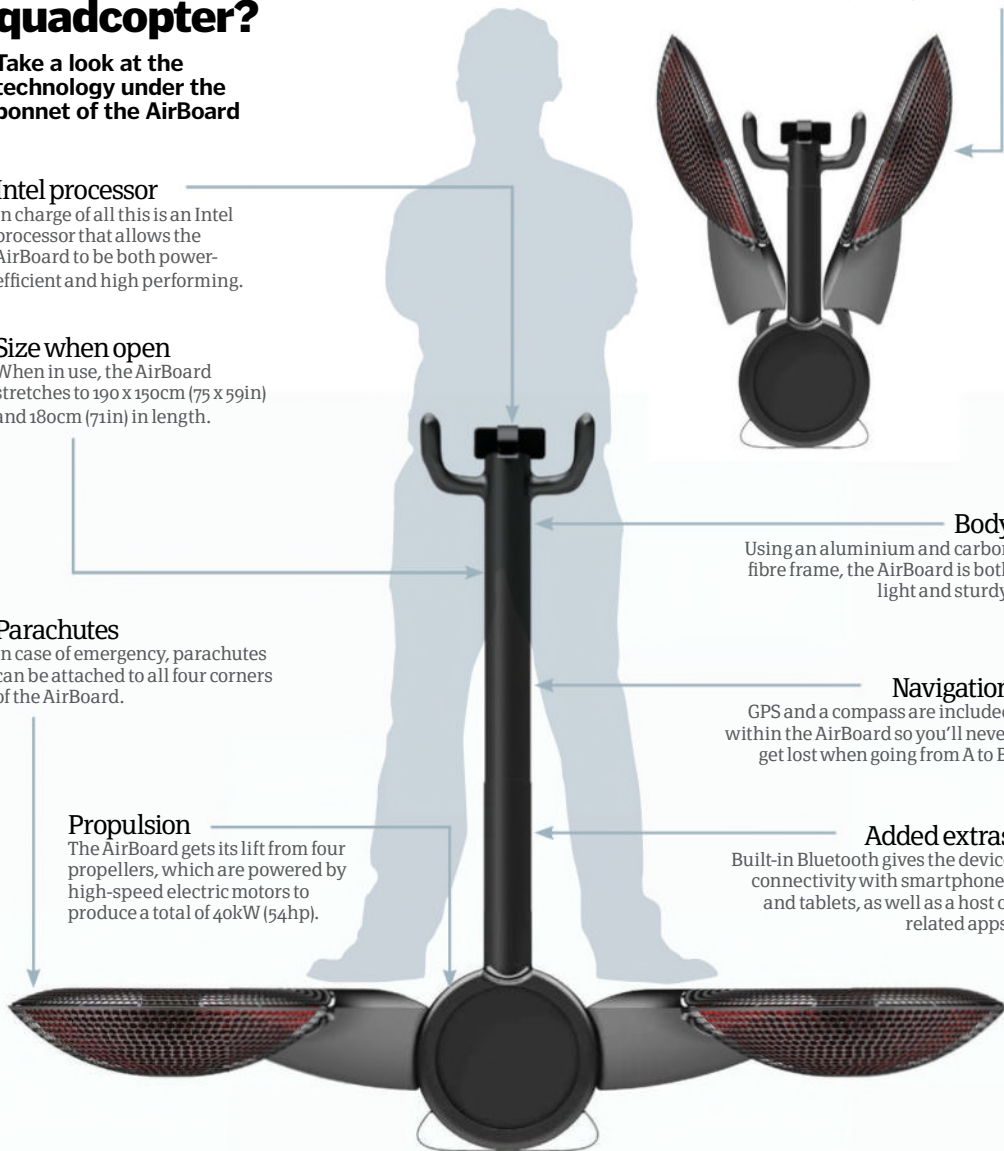 quadcopter?
Take a look at the
technology under the
bonnet of the AirBoard
Intel processor
n charge of all this is an Intel
processor that allows the
AirBoard to be both power-
efficient and high performing.
Size when open
When in use, the AirBoard
stretches to 190 x 150cm (75 x 59in)
and 180cm (71in) in length.
Parachutes
n case of emergency, parachutes
can be attached to all four corners
of the AirBoard.
Propulsion
The AirBoard gets its lift from four
propellers, which are powered by
high-speed electric motors to
produce a total of 40kW (54hp).
Body
Using an aluminium and carbon
fibre frame, the AirBoard is both
light and sturdy
Navigation
GPS and a compass are included
within the AirBoard so you'll neve
get lost when going from A to B
Added extras
Built-in Bluetooth gives the device
connectivity with smartphone
and tablets, as well as a host o
related apps